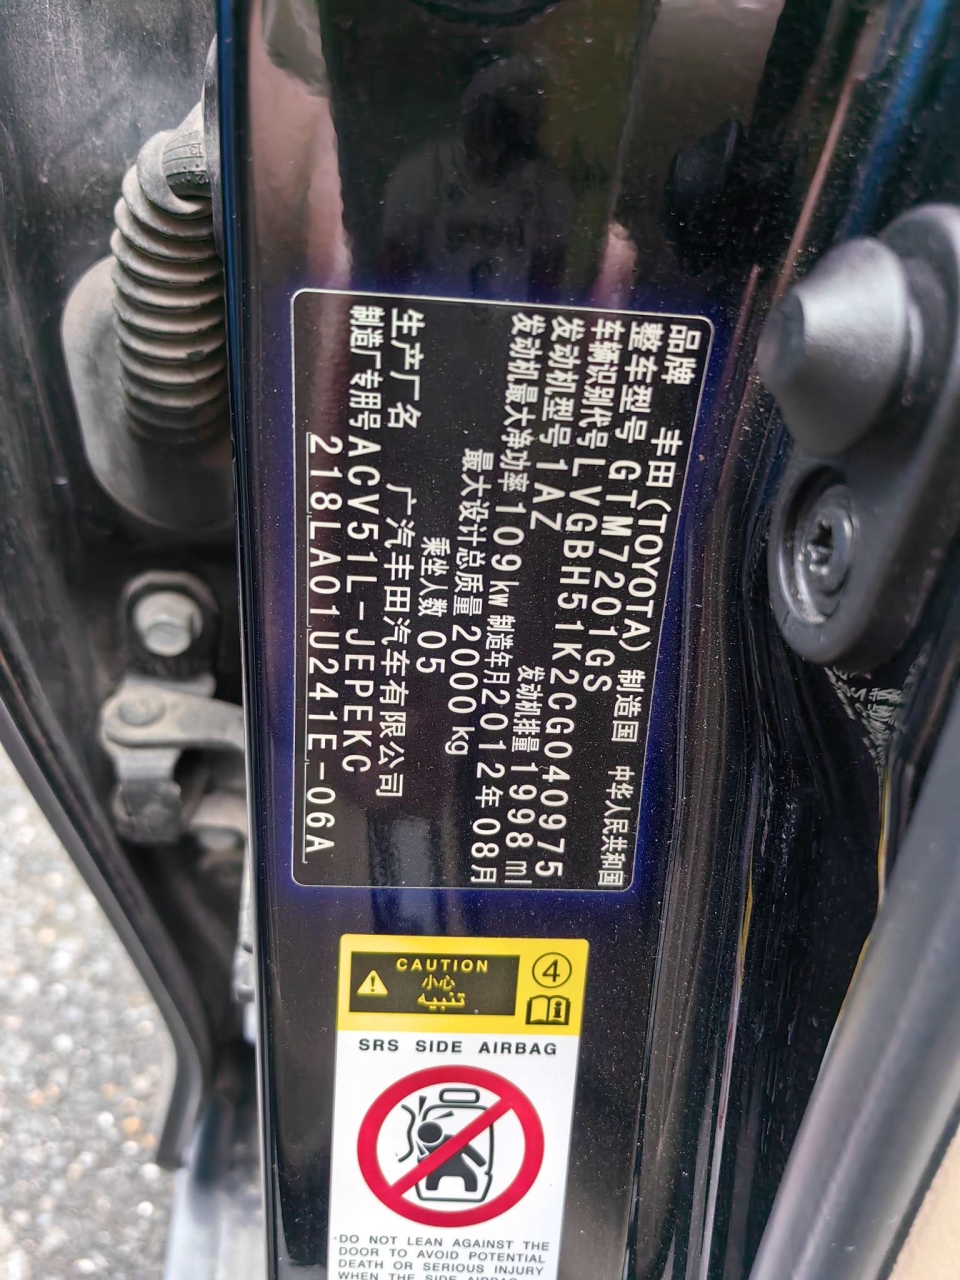 品牌 丰田(TOYOTA) 制造国 中华人民共和国
整车型号 GTM7201GS
车辆识别代号 LVGBH51K2CG040975
发动机型号 1AZ 发动机排量 1998 ml
发动机最大净功率 109 kw 制造年月 2012年08月
最大设计总质量 2000 kg
乘坐人数 05
生产厂名 广汽丰田汽车有限公司
制造厂专用号 ACV51L-JEPEKC
218LA01U241E-06A
CAUTION
小心
تنبيه
4
SRS SIDE AIRBAG
DO NOT LEAN AGAINST THE
DOOR TO AVOID POTENTIAL
DEATH OR SERIOUS INJURY
WHEN THE SIDE AIRBAG